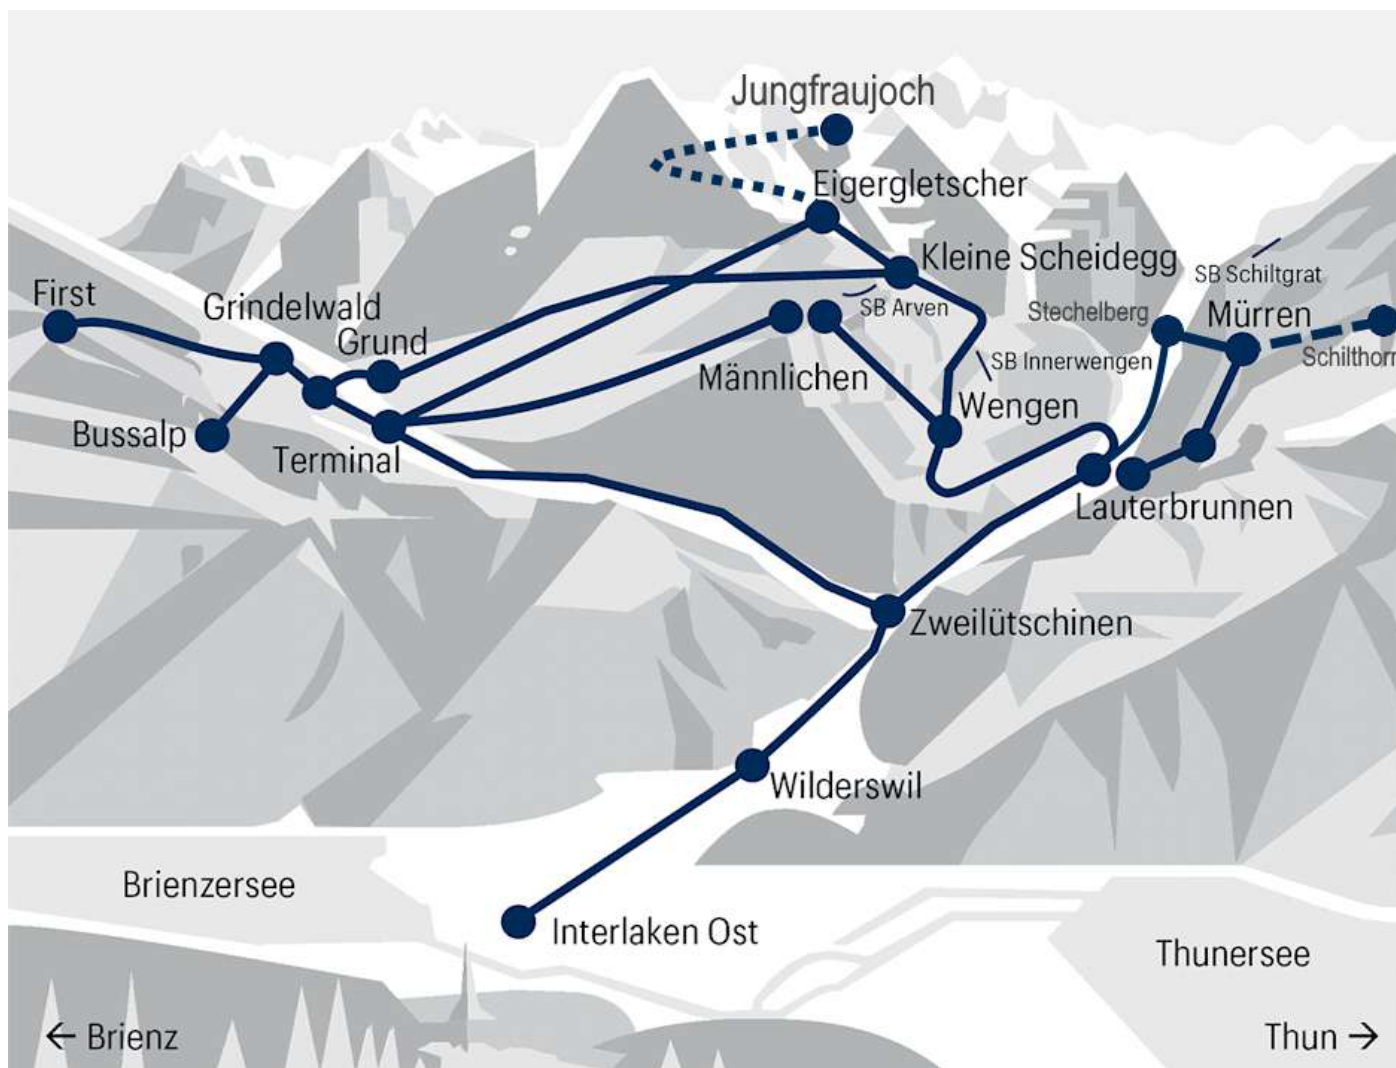 Jungfraujoch
Eigergletscher
Kleine Scheidegg
SB Schiltgrat
First
Grindelwald
SB Arven
Stechelberg
Mürren
Grund
SB Innerwengen
Schilthorn
Männlichen
Wengen
Bussalp
Terminal
Lauterbrunnen
Zweilütschinen
Wilderswil
Brienzersee
Interlaken Ost
Thunersee
← Brienz
Thun →